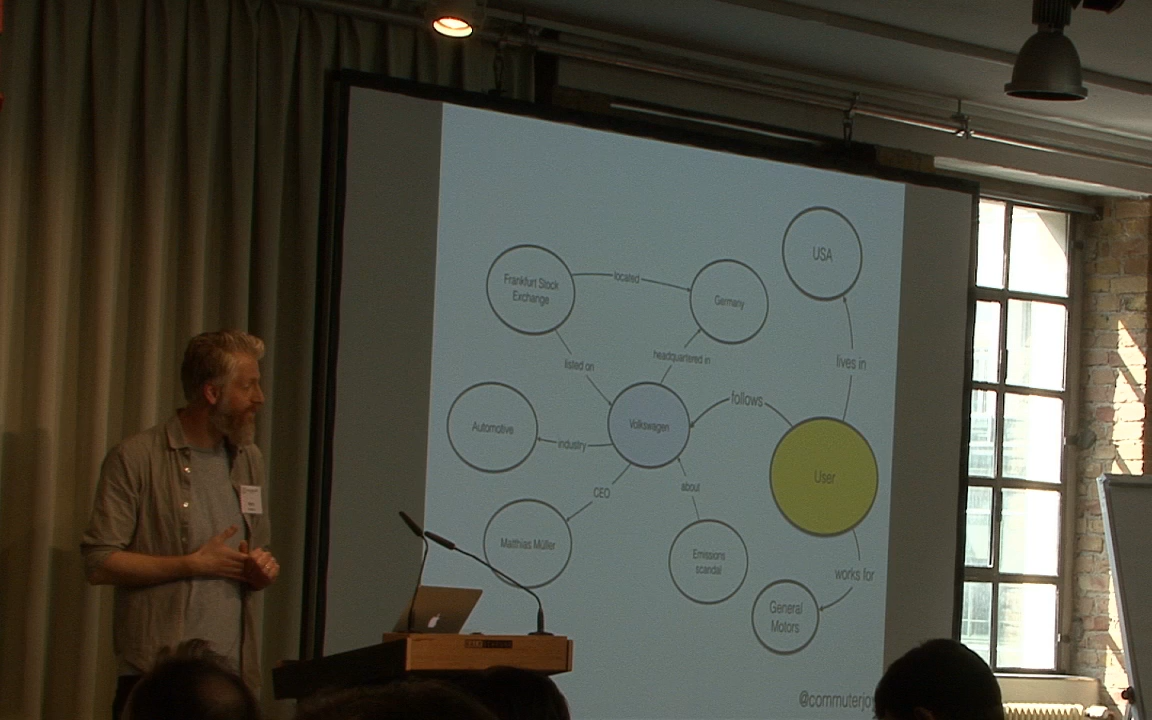 USA
Frankfurt Stock
Exchange
located
Germany
listed on
headquartered in
lives in
follows
Automotive
industry
Volkswagen
User
CEO
about
Matthias Müller
Emissions
scandal
works for
General
Motors
@commuterjoy